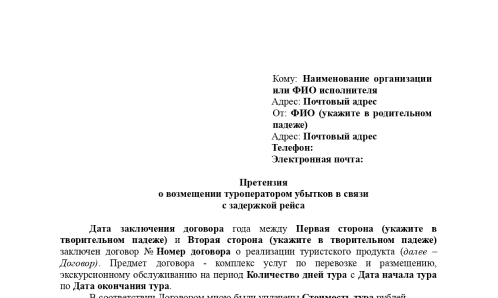 Кому: Наименование организации
или ФИО исполнителя
Адрес: Почтовый адрес
От: ФИО (укажите в родительном
падеже)
Адрес: Почтовый адрес
Телефон:
Электронная почта:
Претензия
о возмещении туроператором убытков в связи
с задержкой рейса
Дата заключения договора года между Первая сторона (укажите в
творительном падеже) и Вторая сторона (укажите в творительном падеже)
заключен договор № Номер договора о реализации туристского продукта (далее –
Договор). Предмет договора - комплекс услуг по перевозке и размещению,
экскурсионному обслуживанию на период Количество дней тура с Дата начала тура
по Дата окончания тура.
В соответствии Договором мною были уплачены Стоимость тура рублей